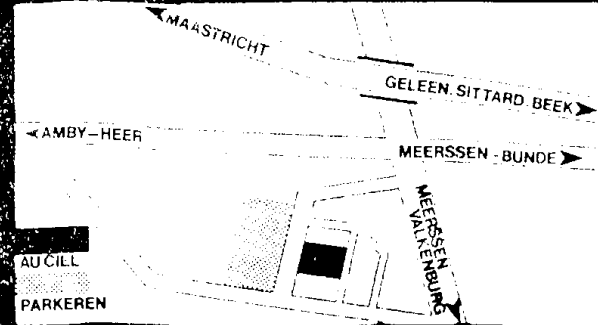 MAASTRICHT
GELEEN. SITTARD. BEEK
AMBY-HEER
MEERSSEN-BUNDE
MEERSSEN
VALKENBURG
AU CILL
PARKEREN